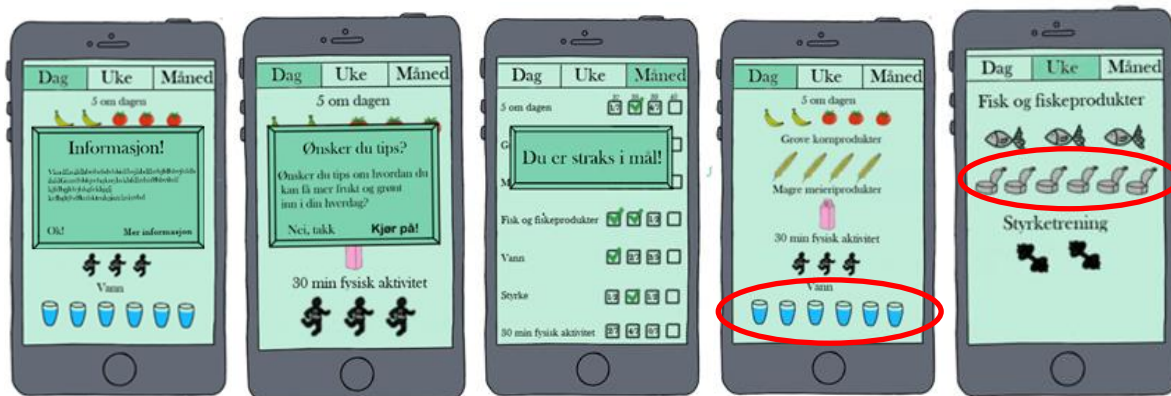 Dag Uke Måned
5 om dagen
Informasjon!
Ok! Mer informasjon
Vann
Dag Uke Måned
5 om dagen
Ønsker du tips?
Ønsker du tips om hvordan du
kan få mer frukt og grønt
inn i din hverdag?
Nei, takk Kjør på!
30 min fysisk aktivitet
Dag Uke Måned
5 om dagen
Du er straks i mål!
Fisk og fiskeprodukter
Vann
Styrke
30 min fysisk aktivitet
Dag Uke Måned
5 om dagen
Grove kornprodukter
Magre meieriprodukter
30 min fysisk aktivitet
Vann
Dag Uke Måned
Fisk og fiskeprodukter
Styrketrening